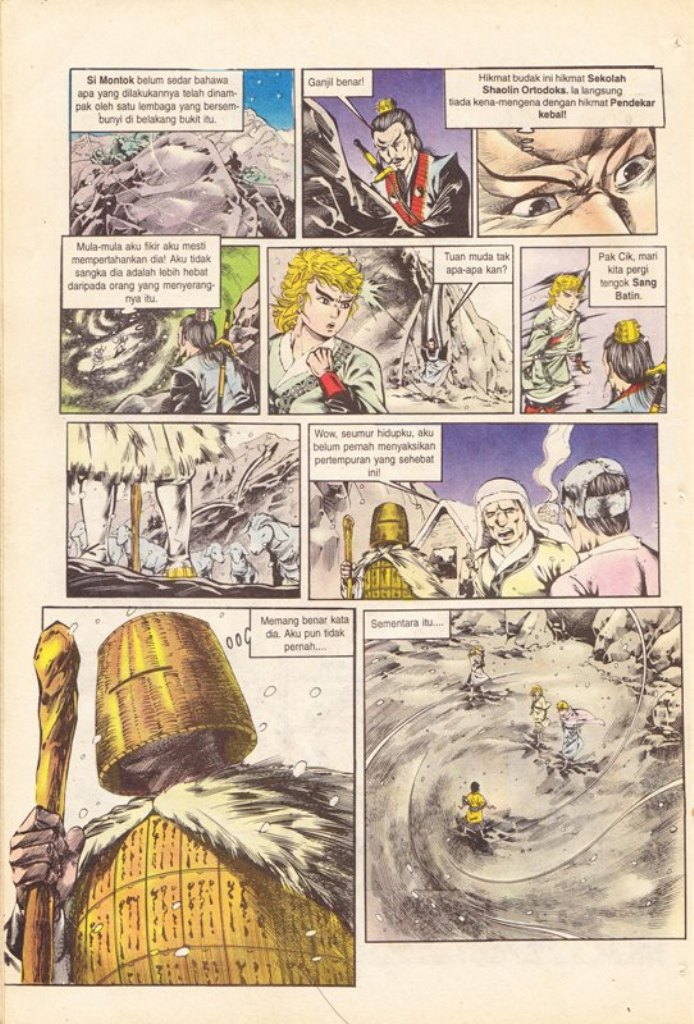 Si Montok belum sedar bahawa
apa yang dilakukannya telah dinam-
pak oleh satu lembaga yang bersem-
bunyi di belakang bukit itu.
Ganjil benar!
Hikmat budak ini hikmat Sekolah
Shaolin Ortodoks. Ia langsung
tiada kena-mengena dengan hikmat Pendekar
kebal!
Mula-mula aku fikir aku mesti
mempertahankan dia! Aku tidak
sangka dia adalah lebih hebat
daripada orang yang menyerang-
nya itu.
Tuan muda tak
apa-apa kan?
Pak Cik, mari
kita pergi
tengok Sang
Batin.
Wow, seumur hidupku, aku
belum pernah menyaksikan
pertempuran yang sehebat
ini!
Memang benar kata
dia. Aku pun tidak
pernah....
Sementara itu....